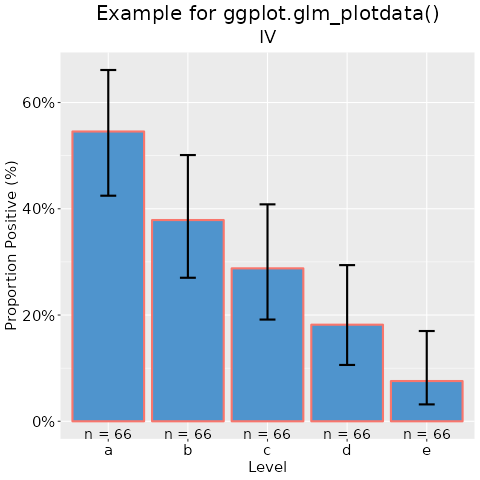 Example for ggplot.glm_plotdata()
IV
Proportion Positive (%)
60%
40%
20%
0%
n = 66 n = 66 n = 66 n = 66 n = 66
a b c d e
Level